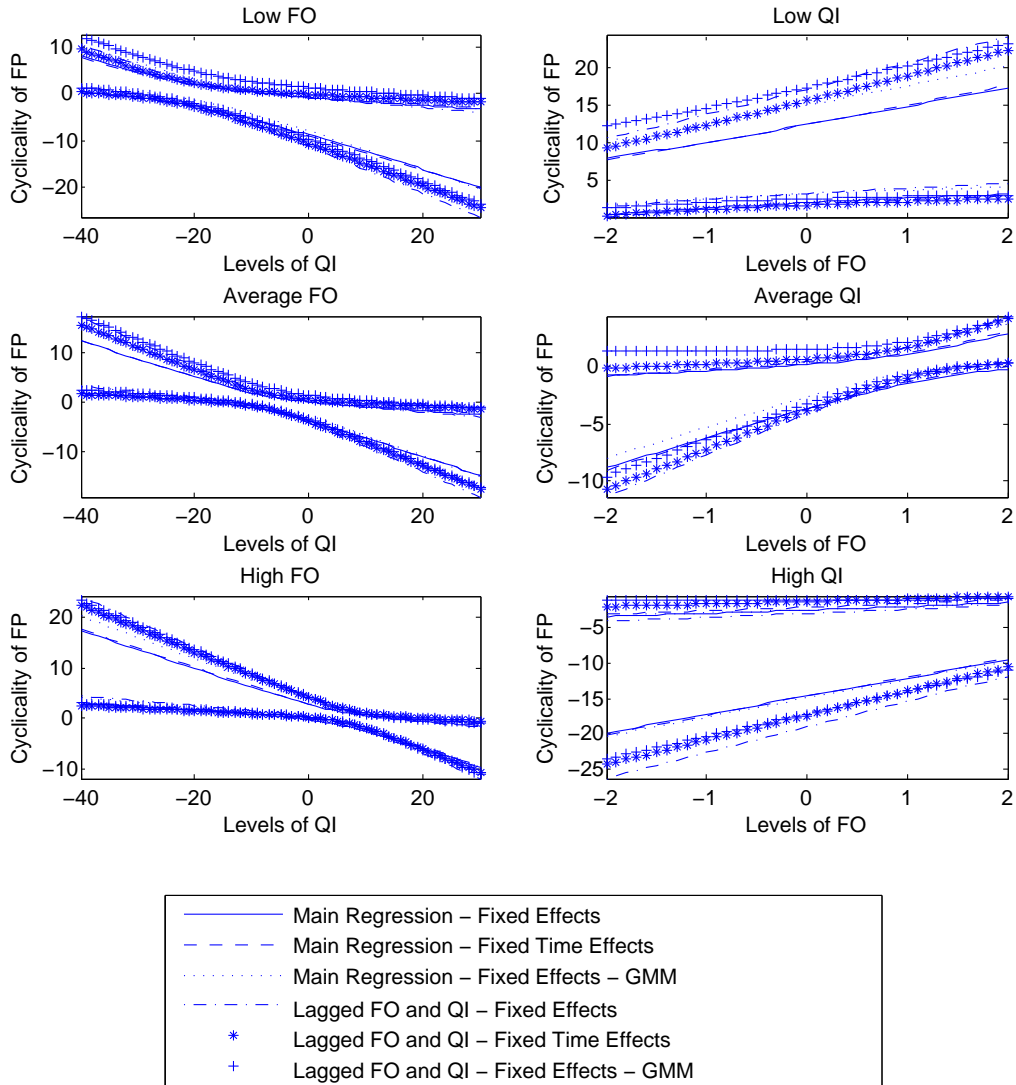 Low FO
Cyclicality of FP
10
0
−10
−20
−40
−20
0
20
Levels of QI
Low QI
Cyclicality of FP
20
15
10
5
−2
−1
0
1
2
Levels of FO
Average FO
Cyclicality of FP
10
0
−10
−40
−20
0
20
Levels of QI
Average QI
Cyclicality of FP
0
−5
−10
−2
−1
0
1
2
Levels of FO
High FO
Cyclicality of FP
20
10
0
−10
−40
−20
0
20
Levels of QI
High QI
Cyclicality of FP
−5
−10
−15
−20
−25
−2
−1
0
1
2
Levels of FO
Main Regression − Fixed Effects
Main Regression − Fixed Time Effects
Main Regression − Fixed Effects − GMM
Lagged FO and QI − Fixed Effects
Lagged FO and QI − Fixed Time Effects
Lagged FO and QI − Fixed Effects − GMM